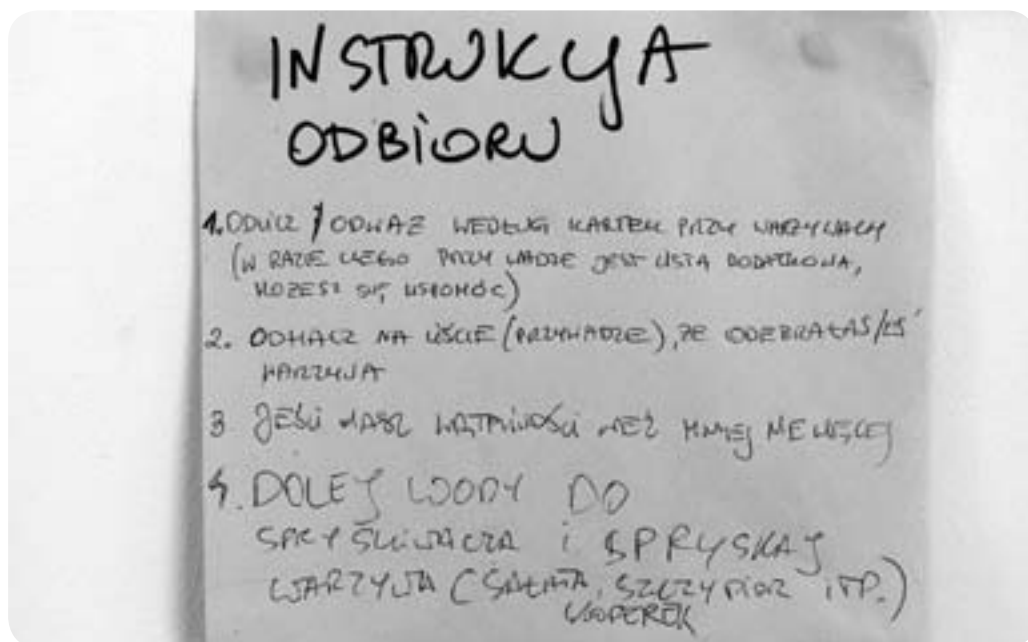 INSTRUKCJA
ODBIORU
1. ODLICZ / ODWAŻ WEDŁUG KARTEK PRZY WARZYWACH
(W RAZIE CZEGO PRZY WADZE JEST LISTA DODATKOWA,
MOŻESZ SIĘ WSPOMÓC)
2. ODHACZ NA LIŚCIE (PRZY WADZE), ŻE ODEBRAŁAŚ/EŚ
WARZYWA
3 JEŚLI MASZ WĄTPLIWOŚCI WEŹ MNIEJ NIE WIĘCEJ
4. DOLEJ WODY DO
SPRYSKIWACZA I SPRYSKAJ
WARZYWA (SAŁATA, SZCZYPIOR ITP.)
KOPEREK